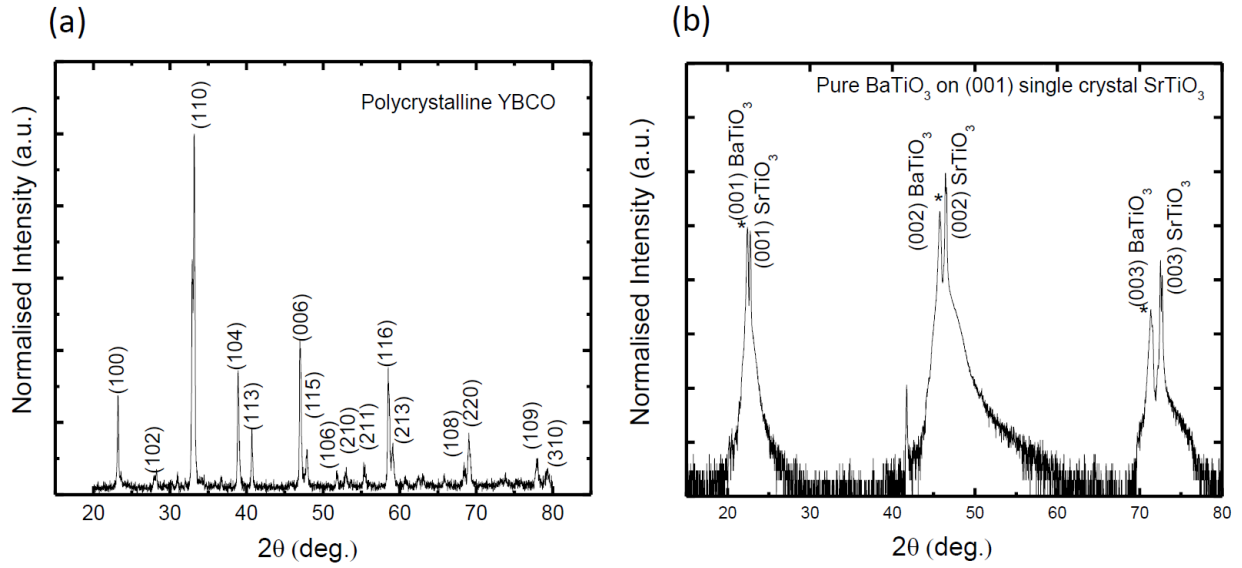 (a)
Polycrystalline YBCO
Normalised Intensity (a.u.)
(100)
(102)
(110)
(104)
(113)
(006)
(115)
(106)
(210)
(211)
(116)
(213)
(108)
(220)
(109)
(310)
20 30 40 50 60 70 80
2θ (deg.)
(b)
Pure BaTiO₃ on (001) single crystal SrTiO₃
Normalised Intensity (a.u.)
*(001) BaTiO₃
(001) SrTiO₃
(002) BaTiO₃
*
(002) SrTiO₃
*(003) BaTiO₃
(003) SrTiO₃
20 30 40 50 60 70 80
2θ (deg.)